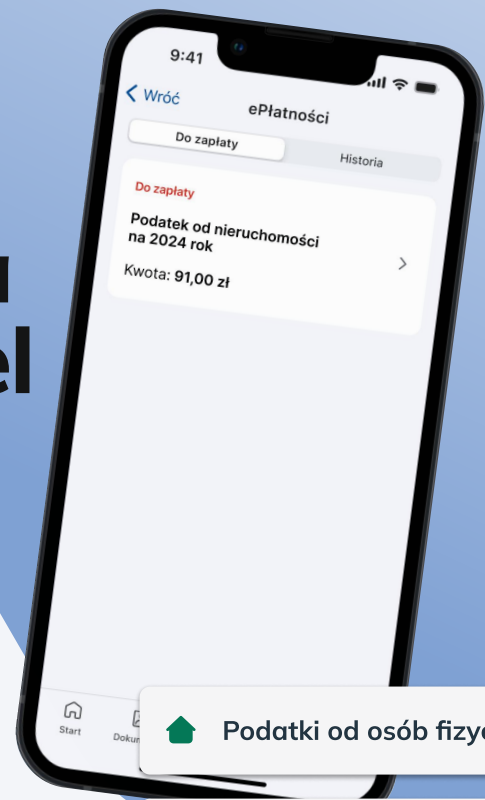 9:41
Wróć
ePłatności
Do zapłaty
Historia
Do zapłaty
Podatek od nieruchomości
na 2024 rok
Kwota: 91,00 zł
el
Start
Podatki od osób